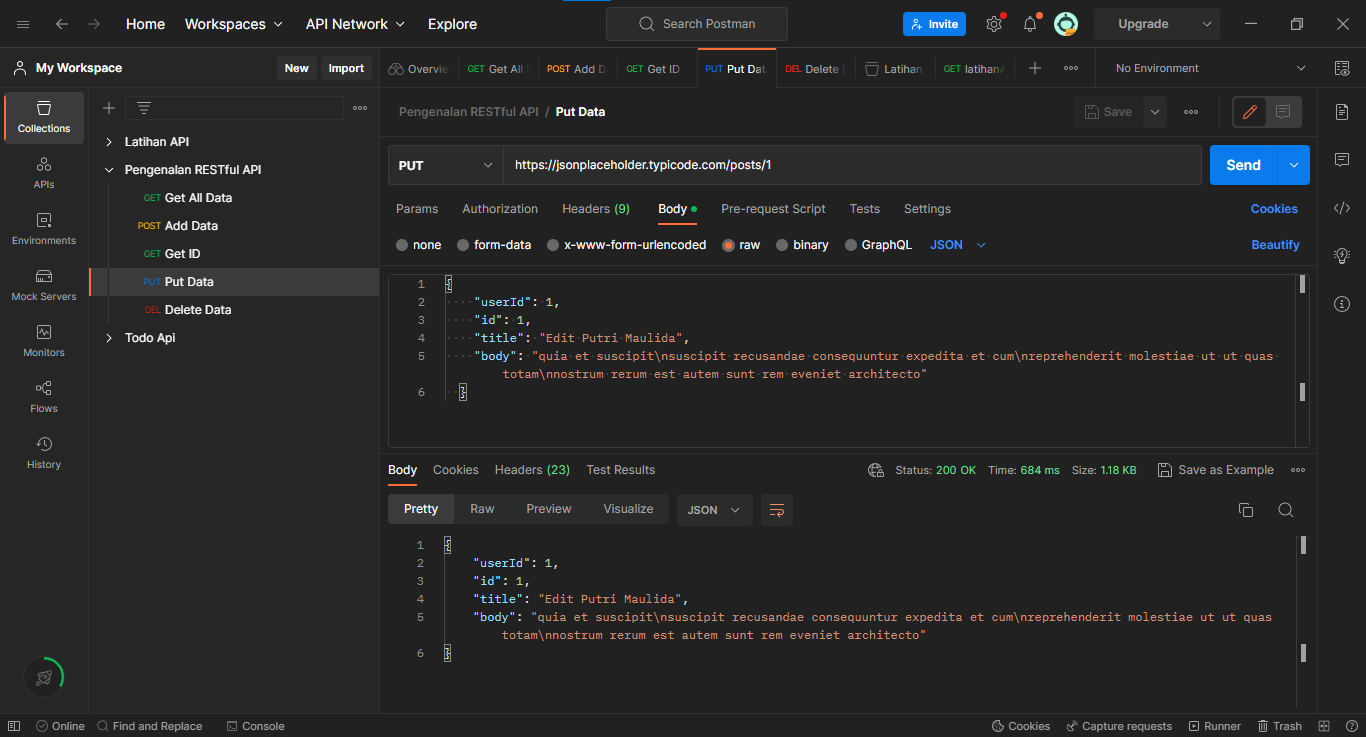 Home Workspaces API Network Explore Search Postman Invite Upgrade
My Workspace New Import Overvie GET Get All POST Add D GET Get ID PUT Put Dat DEL Delete Latihan GET latihanA No Environment
Collections
APIs
Environments
Mock Servers
Monitors
Flows
History
Latihan API
Pengenalan RESTful API
GET Get All Data
POST Add Data
GET Get ID
PUT Put Data
DEL Delete Data
Todo Api
Pengenalan RESTful API / Put Data Save
PUT https://jsonplaceholder.typicode.com/posts/1 Send
Params Authorization Headers (9) Body Pre-request Script Tests Settings Cookies
none form-data x-www-form-urlencoded raw binary GraphQL JSON Beautify
1 {
2 "userId": 1,
3 "id": 1,
4 "title": "Edit Putri Maulida",
5 "body": "quia et suscipit\nsuscipit recusandae consequuntur expedita et cum\nreprehenderit molestiae ut ut quas
totam\nnostrum rerum est autem sunt rem eveniet architecto"
6 }
Body Cookies Headers (23) Test Results Status: 200 OK Time: 684 ms Size: 1.18 KB Save as Example
Pretty Raw Preview Visualize JSON
1 {
2 "userId": 1,
3 "id": 1,
4 "title": "Edit Putri Maulida",
5 "body": "quia et suscipit\nsuscipit recusandae consequuntur expedita et cum\nreprehenderit molestiae ut ut quas
totam\nnostrum rerum est autem sunt rem eveniet architecto"
6 }
Online Find and Replace Console Cookies Capture requests Runner Trash